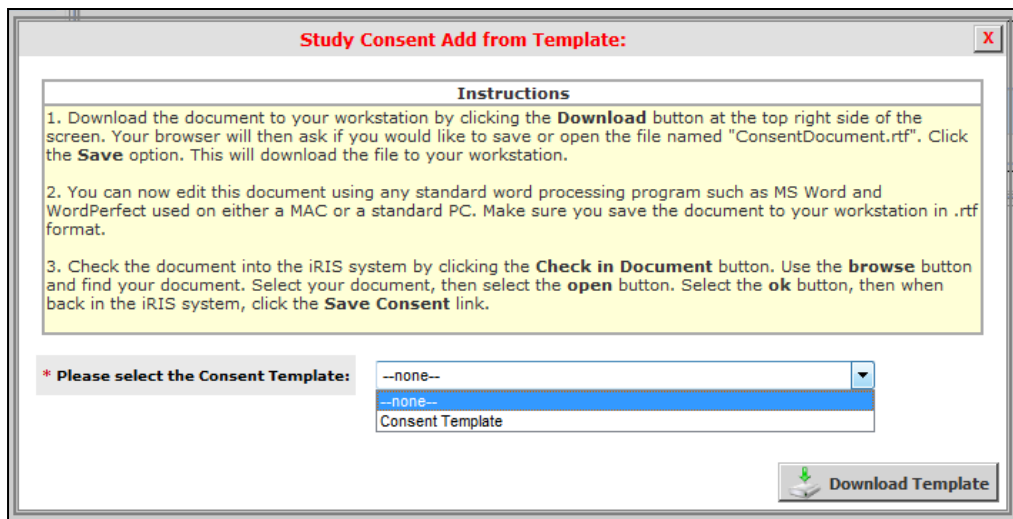 Study Consent Add from Template:
X
Instructions
1. Download the document to your workstation by clicking the Download button at the top right side of the
screen. Your browser will then ask if you would like to save or open the file named "ConsentDocument.rtf". Click
the Save option. This will download the file to your workstation.
2. You can now edit this document using any standard word processing program such as MS Word and
WordPerfect used on either a MAC or a standard PC. Make sure you save the document to your workstation in .rtf
format.
3. Check the document into the iRIS system by clicking the Check in Document button. Use the browse button
and find your document. Select your document, then select the open button. Select the ok button, then when
back in the iRIS system, click the Save Consent link.
* Please select the Consent Template:
--none--
--none--
Consent Template
Download Template